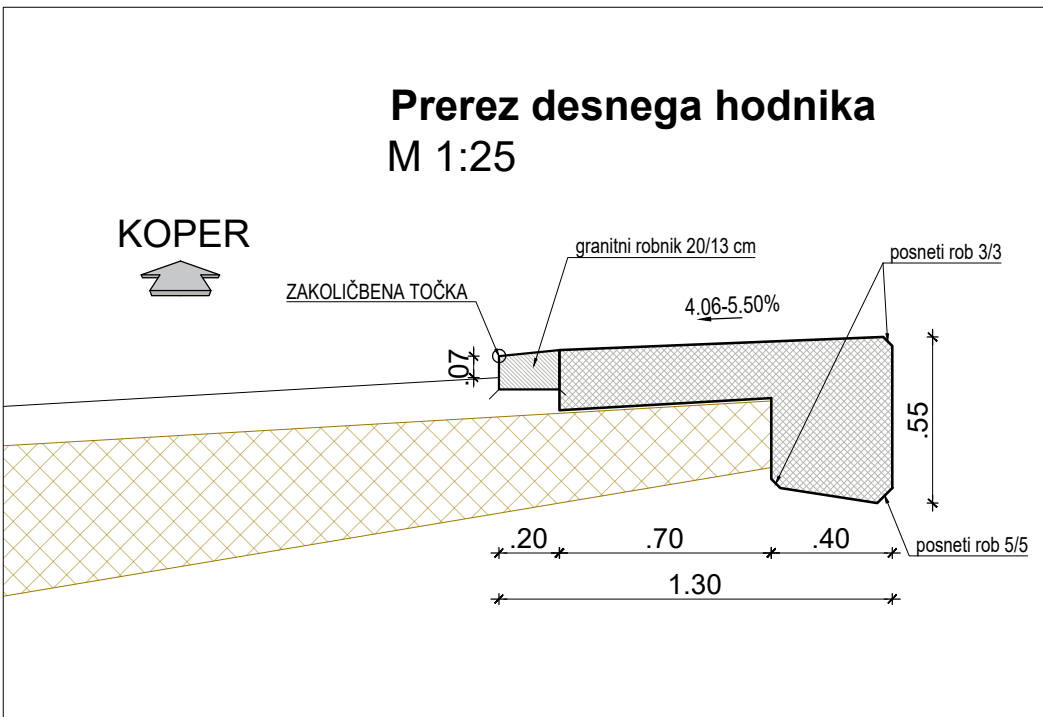 Prerez desnega hodnika
M 1:25
KOPER
granitni robnik 20/13 cm
posneti rob 3/3
ZAKOLIČBENA TOČKA
4.06-5.50%
.07
.55
.20
.70
.40
posneti rob 5/5
1.30